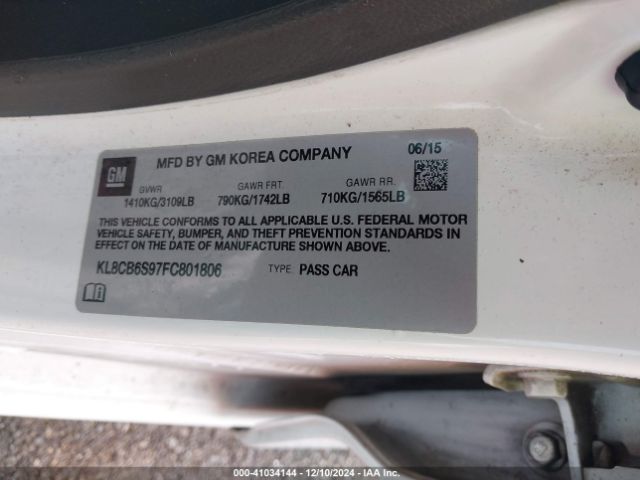 GM
MFD BY GM KOREA COMPANY 06/15
GVWR GAWR FRT. GAWR RR.
1410KG/3109LB 790KG/1742LB 710KG/1565LB
THIS VEHICLE CONFORMS TO ALL APPLICABLE U.S. FEDERAL MOTOR
VEHICLE SAFETY, BUMPER, AND THEFT PREVENTION STANDARDS IN
EFFECT ON THE DATE OF MANUFACTURE SHOWN ABOVE.
KL8CB6S97FC801806 TYPE PASS CAR
000-41034144 — 12/10/2024 — IAA Inc.